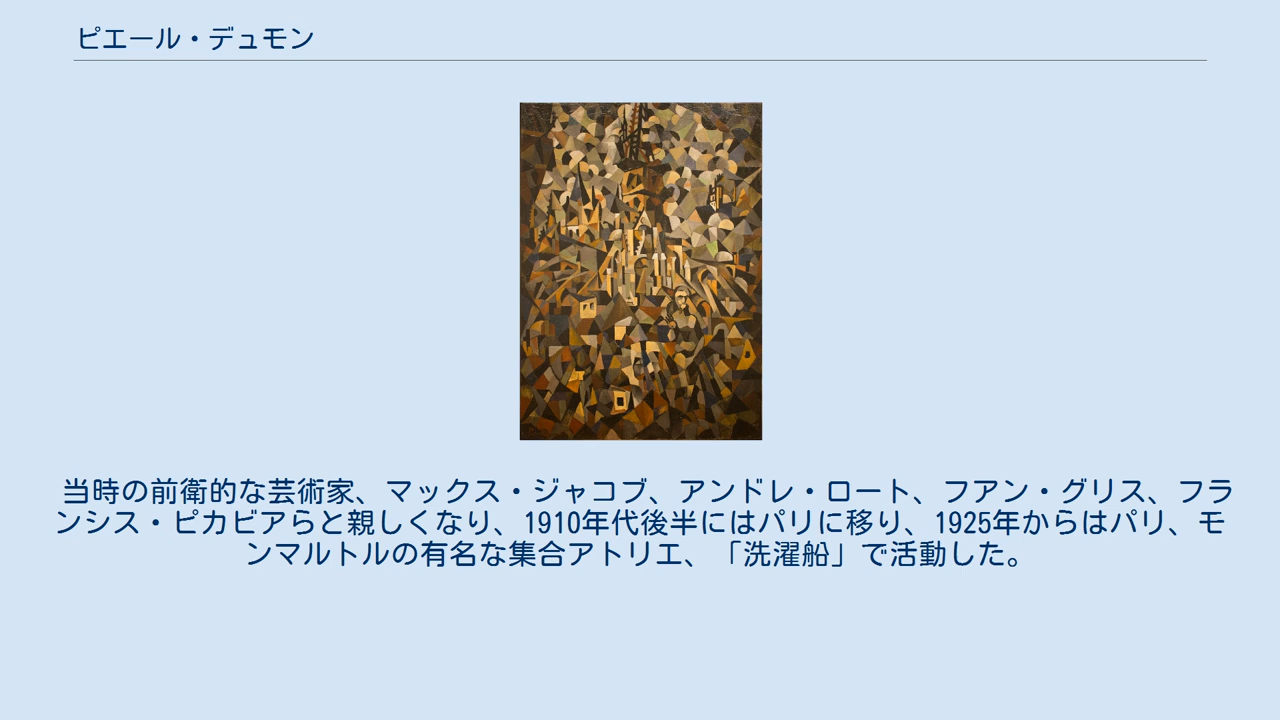 ピエール・デュモン
当時の前衛的な芸術家、マックス・ジャコブ、アンドレ・ロート、フアン・グリス、フラ
ンシス・ピカビアらと親しくなり、1910年代後半にはパリに移り、1925年からはパリ、モ
ンマルトルの有名な集合アトリエ、「洗濯船」で活動した。